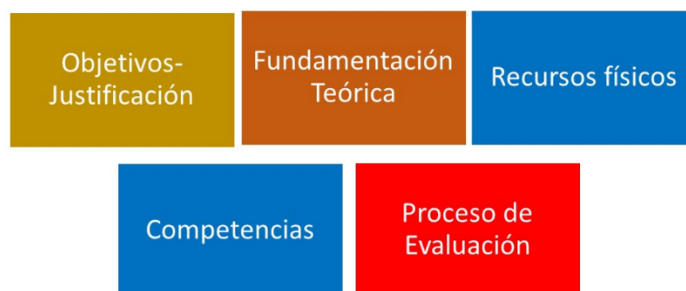 Objetivos-
Justificación
Fundamentación
Teórica
Recursos físicos
Competencias
Proceso de
Evaluación